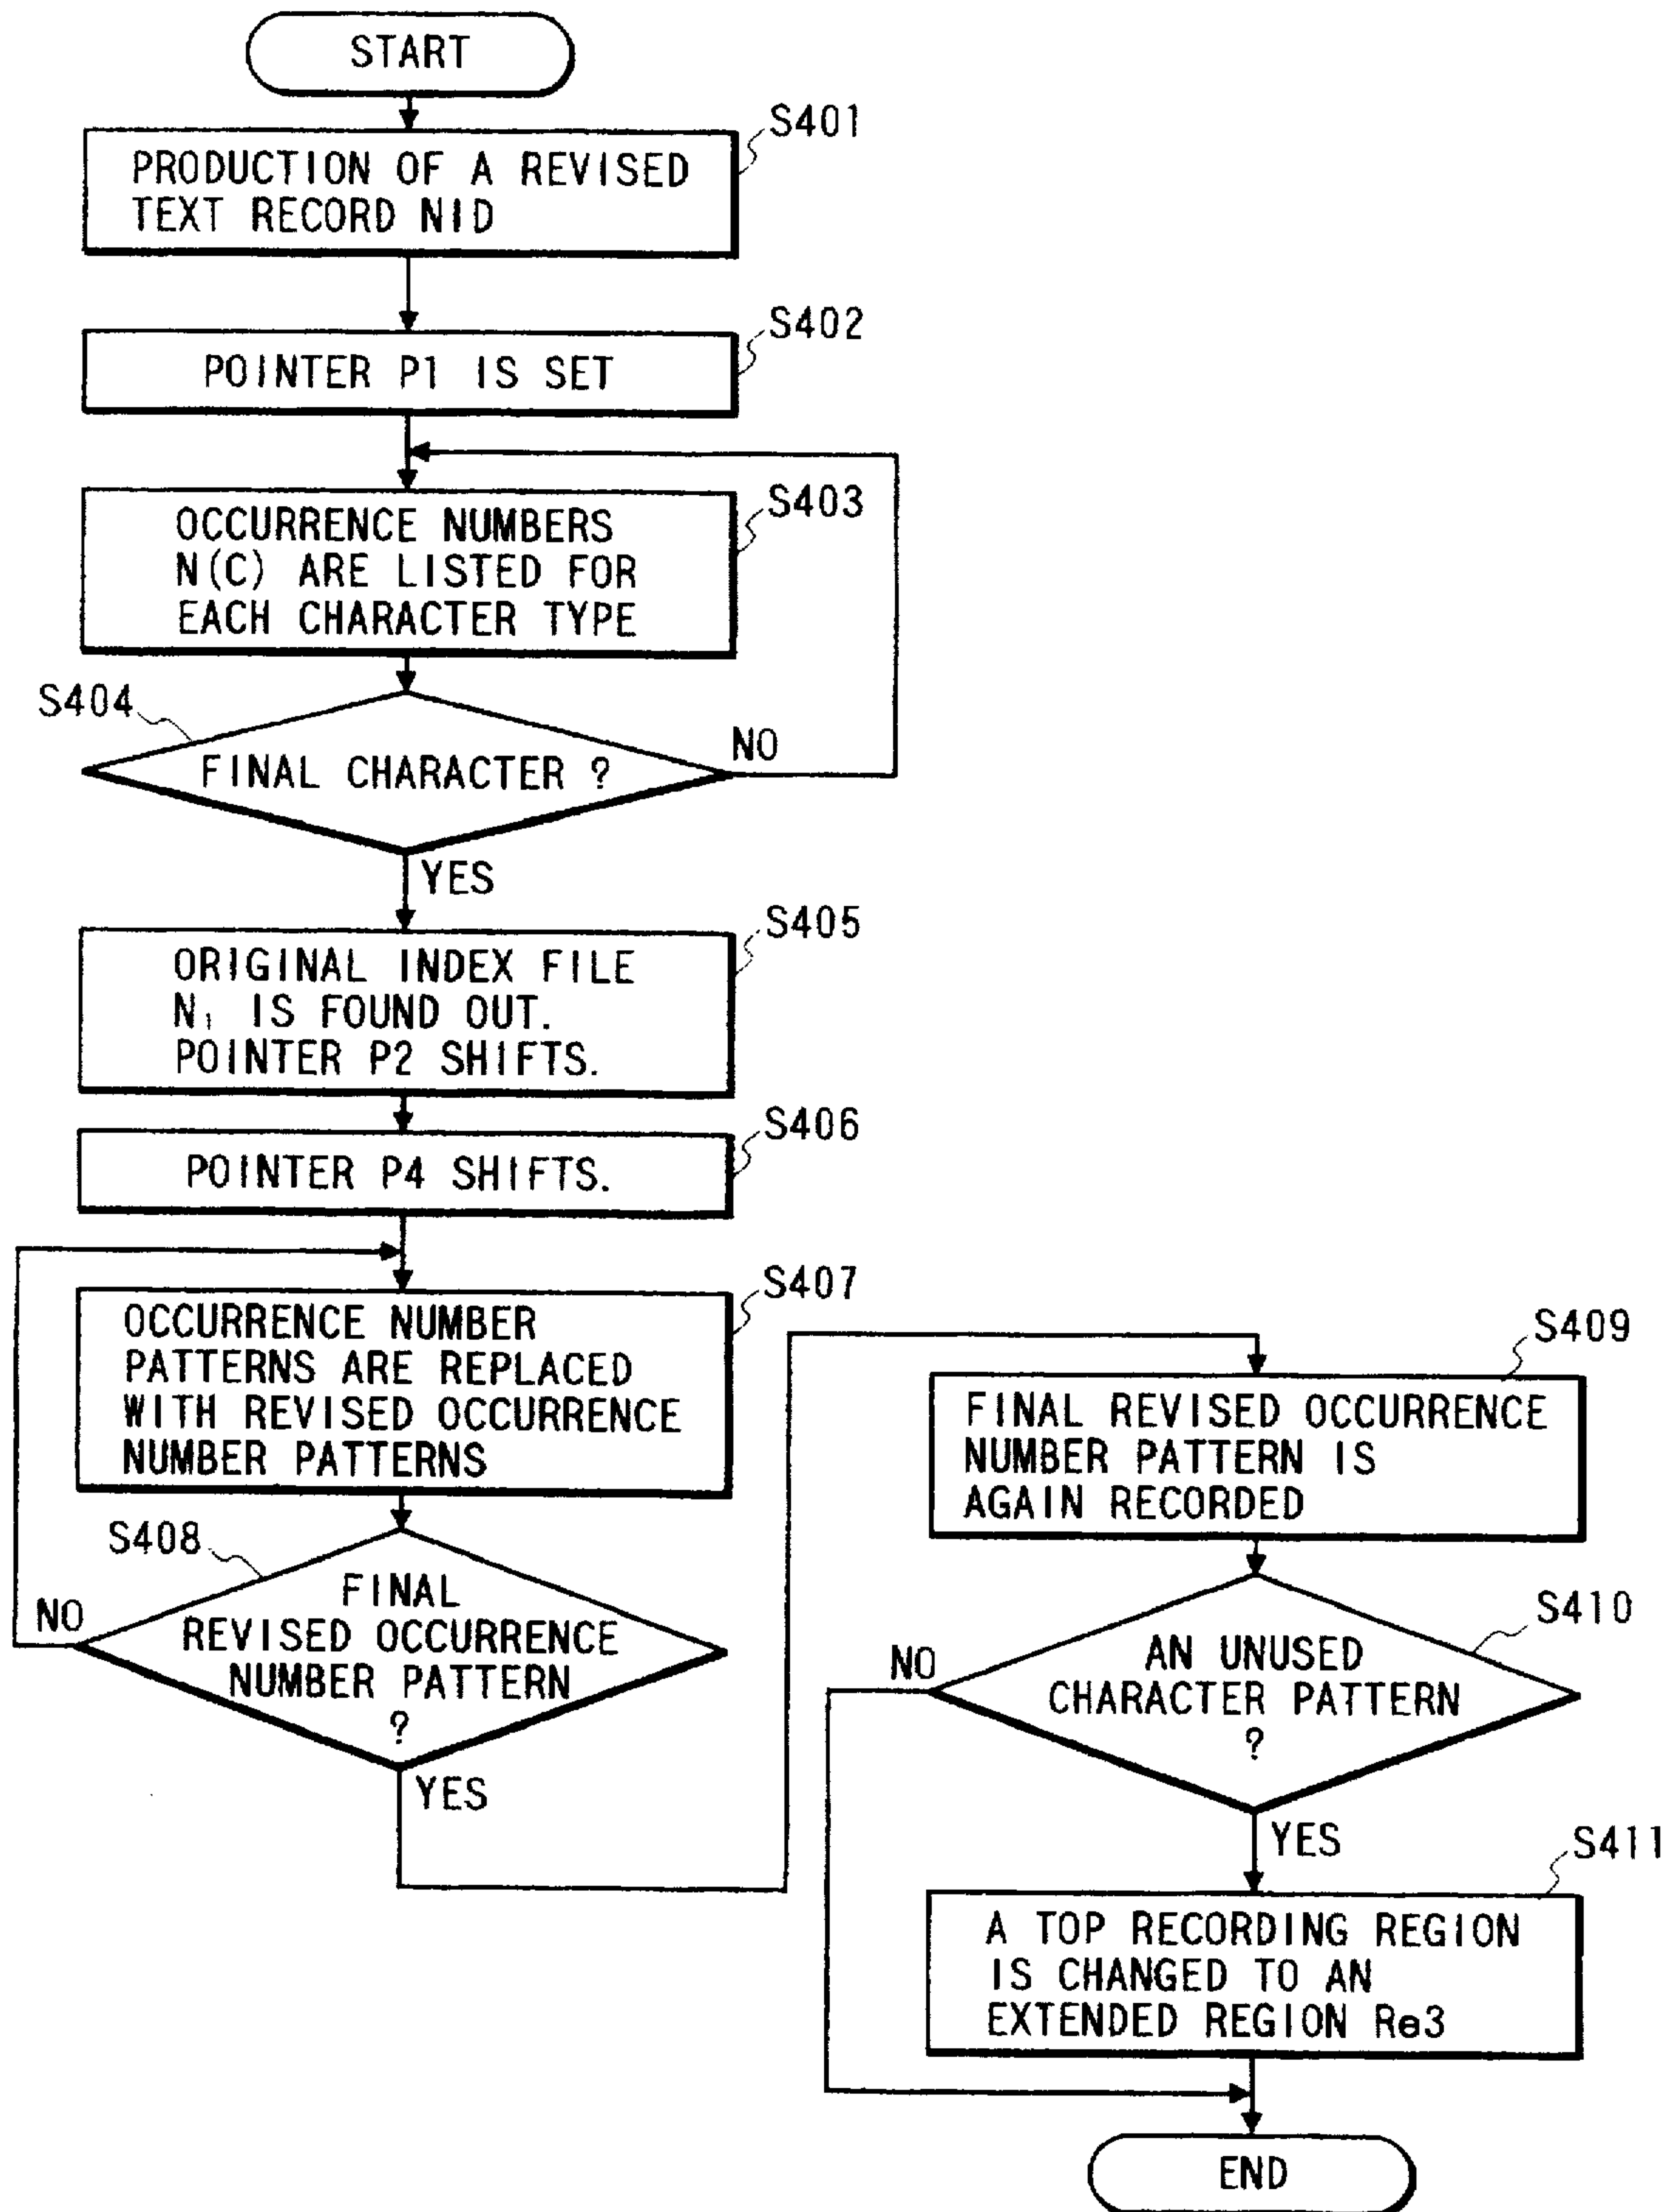 START
S401
PRODUCTION OF A REVISED
TEXT RECORD NID
S402
POINTER P1 IS SET
S403
OCCURRENCE NUMBERS
N(C) ARE LISTED FOR
EACH CHARACTER TYPE
S404
FINAL CHARACTER ?
NO
YES
S405
ORIGINAL INDEX FILE
N₁ IS FOUND OUT.
POINTER P2 SHIFTS.
S406
POINTER P4 SHIFTS.
S407
OCCURRENCE NUMBER
PATTERNS ARE REPLACED
WITH REVISED OCCURRENCE
NUMBER PATTERNS
S408
FINAL
REVISED OCCURRENCE
NUMBER PATTERN
?
NO
YES
S409
FINAL REVISED OCCURRENCE
NUMBER PATTERN IS
AGAIN RECORDED
S410
AN UNUSED
CHARACTER PATTERN
?
NO
YES
S411
A TOP RECORDING REGION
IS CHANGED TO AN
EXTENDED REGION Re3
END